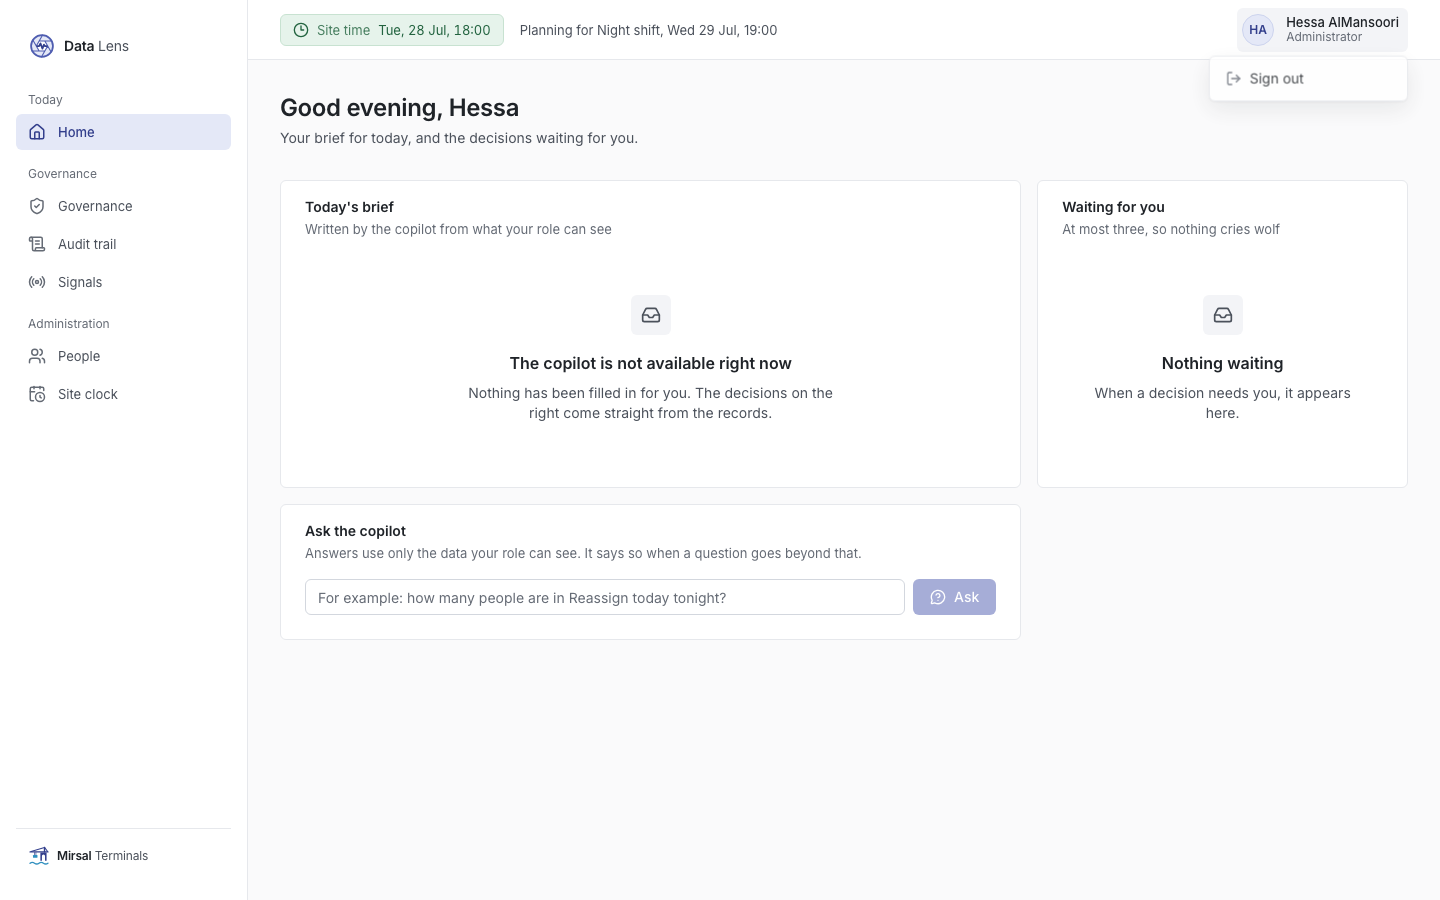 Data Lens
Today
Home
Governance
Governance
Audit trail
Signals
Administration
People
Site clock
Mirsal Terminals
Site time Tue, 28 Jul, 18:00
Planning for Night shift, Wed 29 Jul, 19:00
HA
Hessa AlMansoori
Administrator
Sign out
Good evening, Hessa
Your brief for today, and the decisions waiting for you.
Today's brief
Written by the copilot from what your role can see
The copilot is not available right now
Nothing has been filled in for you. The decisions on the
right come straight from the records.
Waiting for you
At most three, so nothing cries wolf
Nothing waiting
When a decision needs you, it appears
here.
Ask the copilot
Answers use only the data your role can see. It says so when a question goes beyond that.
For example: how many people are in Reassign today tonight?
Ask